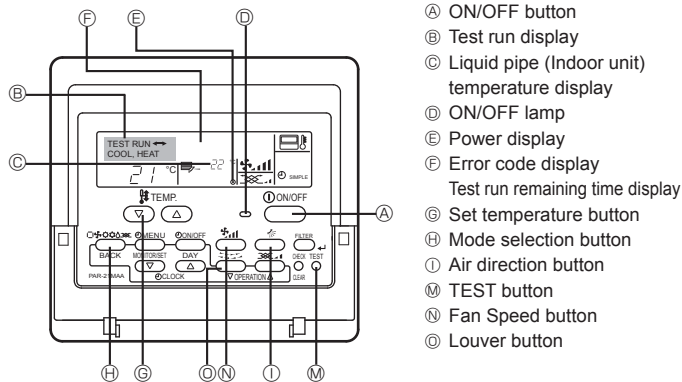 Ⓕ Ⓔ Ⓓ
Ⓑ
Ⓒ
TEST RUN
COOL, HEAT
21 °C
22 °C
SIMPLE
TEMP.
ON/OFF
Ⓐ
MENU
ON/OFF
FILTER
BACK
MONITOR/SET
DAY
CHECK TEST
PAR-21MAA
CLOCK
OPERATION
CLEAR
Ⓗ Ⓖ Ⓞ Ⓝ Ⓘ Ⓜ
Ⓐ ON/OFF button
Ⓑ Test run display
Ⓒ Liquid pipe (Indoor unit)
temperature display
Ⓓ ON/OFF lamp
Ⓔ Power display
Ⓕ Error code display
Test run remaining time display
Ⓖ Set temperature button
Ⓗ Mode selection button
Ⓘ Air direction button
Ⓜ TEST button
Ⓝ Fan Speed button
Ⓞ Louver button